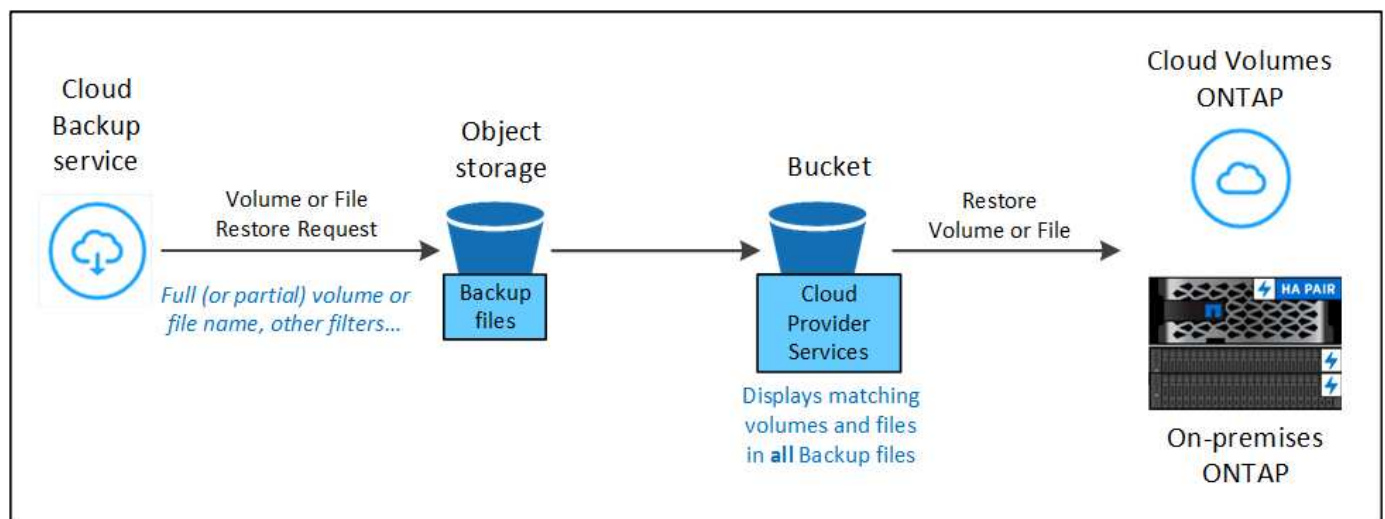 Cloud
Backup
service
Volume or File
Restore Request
Full (or partial) volume or
file name, other filters...
Object
storage
Backup
files
Bucket
Cloud
Provider
Services
Displays matching
volumes and files
in all Backup files
Restore
Volume or File
Cloud Volumes
ONTAP
HA PAIR
On-premises
ONTAP